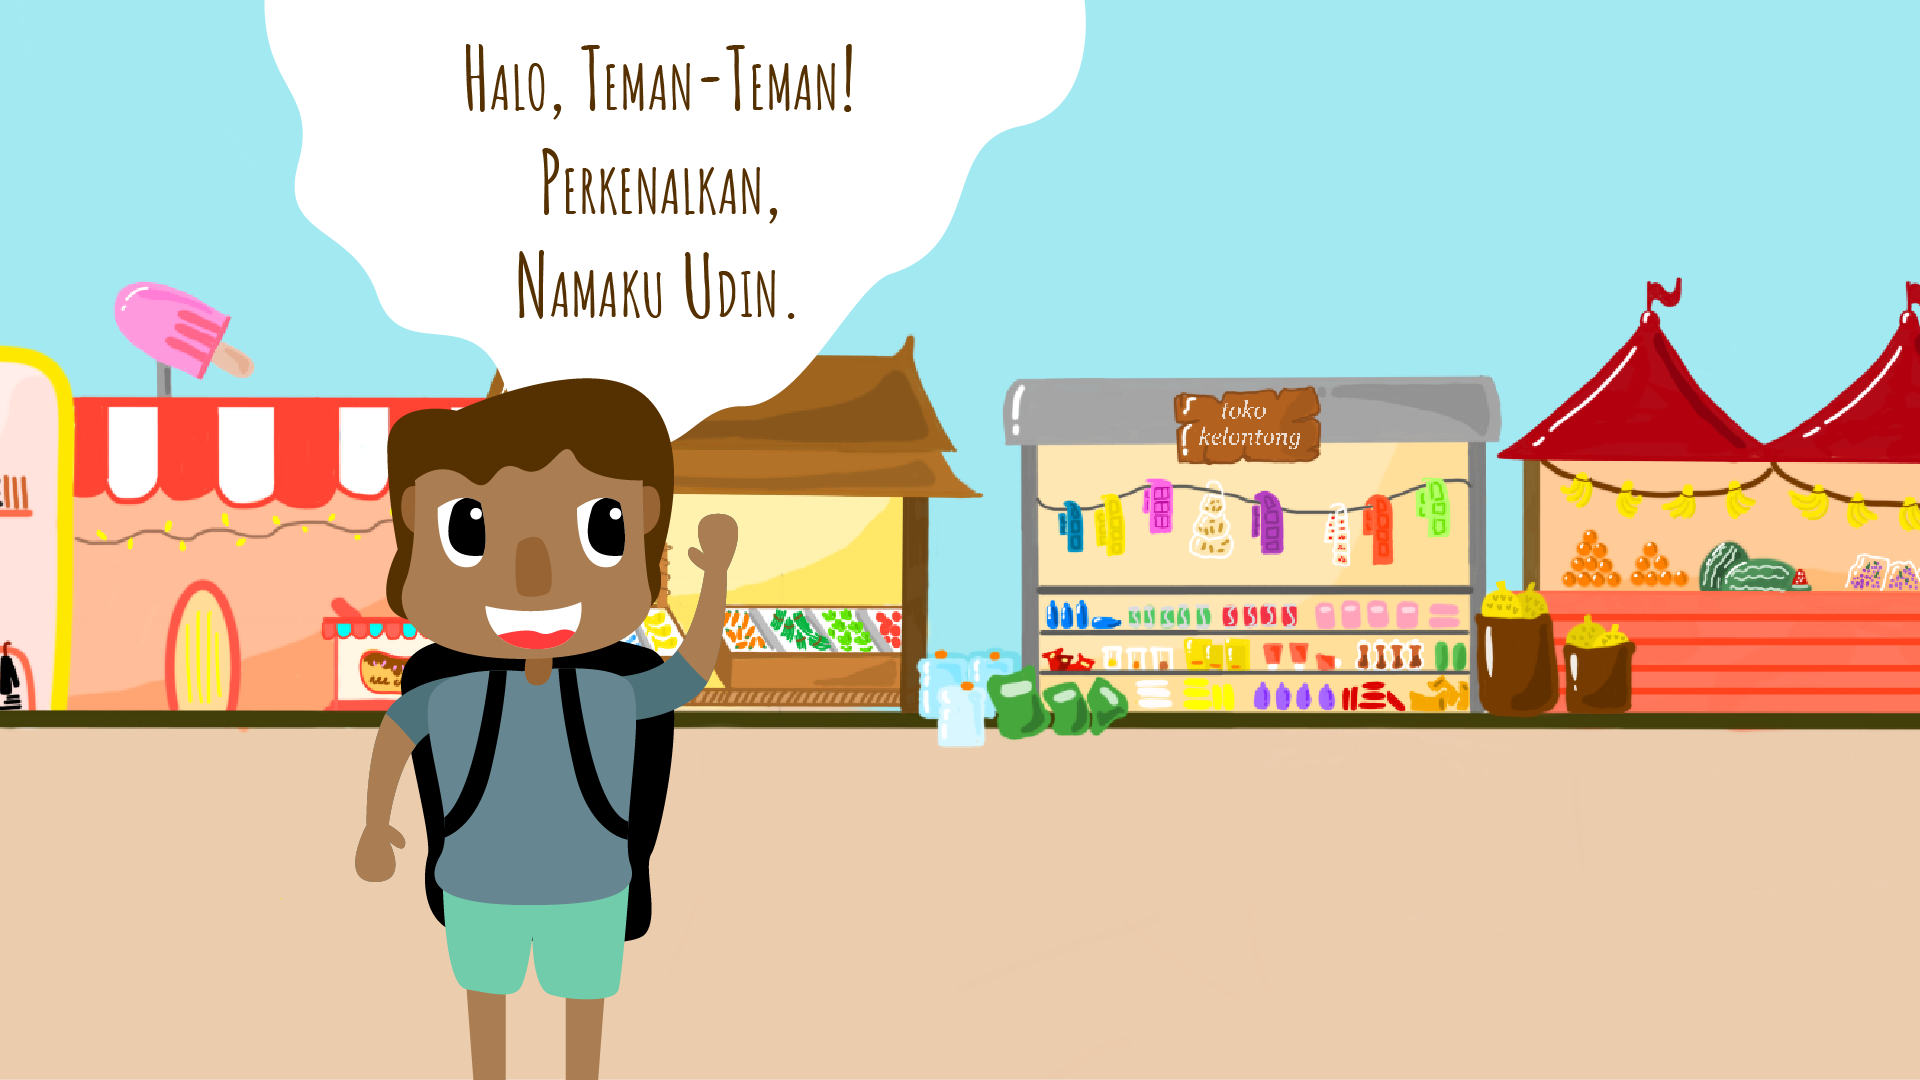 Halo, Teman-Teman!
Perkenalkan,
Namaku Udin.
toko
kelontong